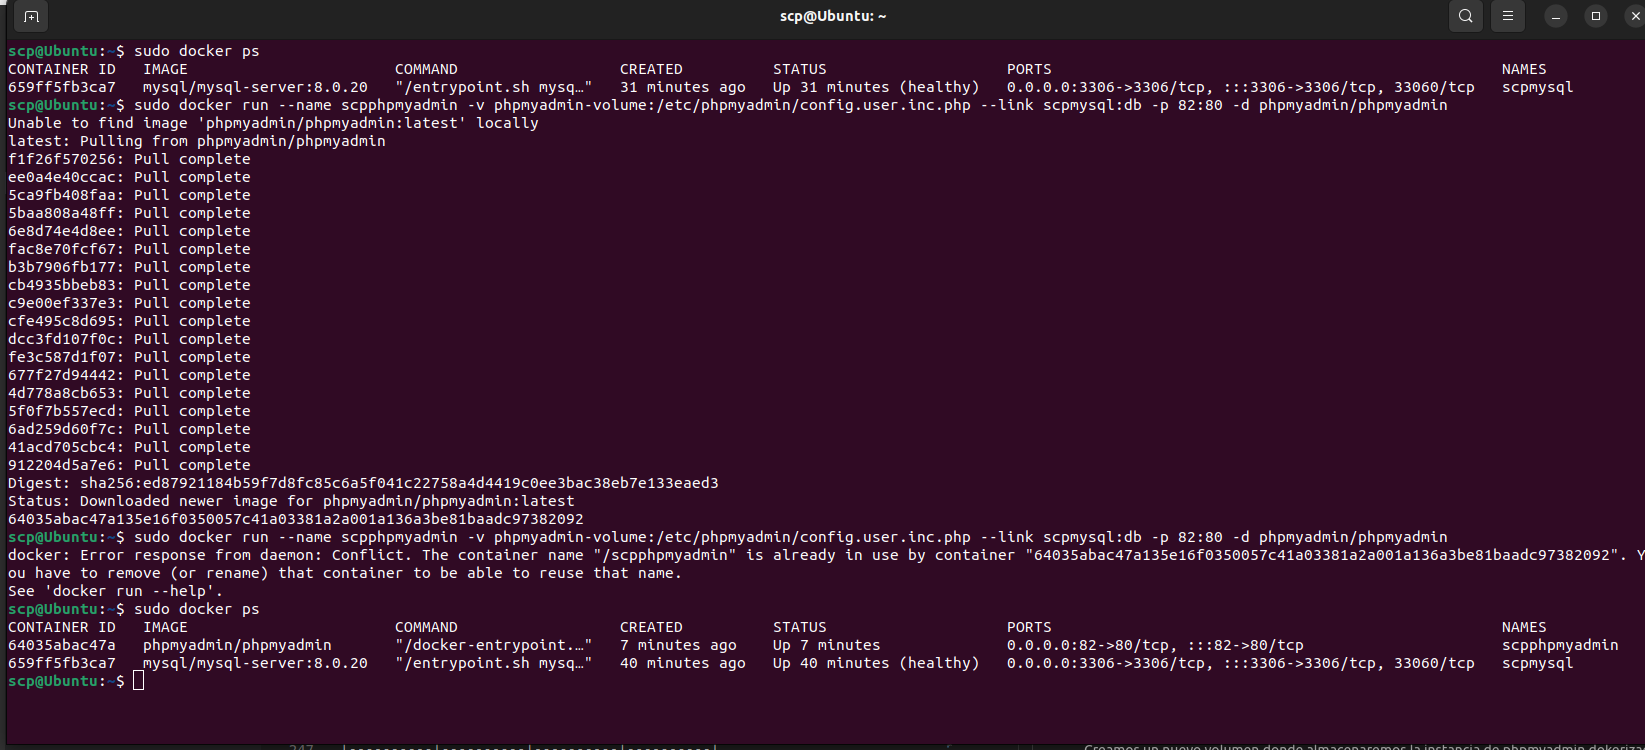 scp@Ubuntu: ~
scp@Ubuntu:~$ sudo docker ps
CONTAINER ID   IMAGE                       COMMAND                  CREATED          STATUS                    PORTS                                                  NAMES
659ff5fb3ca7   mysql/mysql-server:8.0.20   "/entrypoint.sh mysq…"   31 minutes ago   Up 31 minutes (healthy)   0.0.0.0:3306->3306/tcp, :::3306->3306/tcp, 33060/tcp   scpmysql
scp@Ubuntu:~$ sudo docker run --name scpphpmyadmin -v phpmyadmin-volume:/etc/phpmyadmin/config.user.inc.php --link scpmysql:db -p 82:80 -d phpmyadmin/phpmyadmin
Unable to find image 'phpmyadmin/phpmyadmin:latest' locally
latest: Pulling from phpmyadmin/phpmyadmin
f1f26f570256: Pull complete
ee0a4e40ccac: Pull complete
5ca9fb408faa: Pull complete
5baa808a48ff: Pull complete
6e8d74e4d8ee: Pull complete
fac8e70fcf67: Pull complete
b3b7906fb177: Pull complete
cb4935bbeb83: Pull complete
c9e00ef337e3: Pull complete
cfe495c8d695: Pull complete
dcc3fd107f0c: Pull complete
fe3c587d1f07: Pull complete
677f27d94442: Pull complete
4d778a8cb653: Pull complete
5f0f7b557ecd: Pull complete
6ad259d60f7c: Pull complete
41acd705cbc4: Pull complete
912204d5a7e6: Pull complete
Digest: sha256:ed87921184b59f7d8fc85c6a5f041c22758a4d4419c0ee3bac38eb7e133eaed3
Status: Downloaded newer image for phpmyadmin/phpmyadmin:latest
64035abac47a135e16f0350057c41a03381a2a001a136a3be81baadc97382092
scp@Ubuntu:~$ sudo docker run --name scpphpmyadmin -v phpmyadmin-volume:/etc/phpmyadmin/config.user.inc.php --link scpmysql:db -p 82:80 -d phpmyadmin/phpmyadmin
docker: Error response from daemon: Conflict. The container name "/scpphpmyadmin" is already in use by container "64035abac47a135e16f0350057c41a03381a2a001a136a3be81baadc97382092". Y
ou have to remove (or rename) that container to be able to reuse that name.
See 'docker run --help'.
scp@Ubuntu:~$ sudo docker ps
CONTAINER ID   IMAGE                       COMMAND                  CREATED          STATUS                    PORTS                                                  NAMES
64035abac47a   phpmyadmin/phpmyadmin       "/docker-entrypoint.…"   7 minutes ago    Up 7 minutes              0.0.0.0:82->80/tcp, :::82->80/tcp                      scpphpmyadmin
659ff5fb3ca7   mysql/mysql-server:8.0.20   "/entrypoint.sh mysq…"   40 minutes ago   Up 40 minutes (healthy)   0.0.0.0:3306->3306/tcp, :::3306->3306/tcp, 33060/tcp   scpmysql
scp@Ubuntu:~$
Creamos un nuevo volumen donde almacenaremos la instancia de phpmyadmin